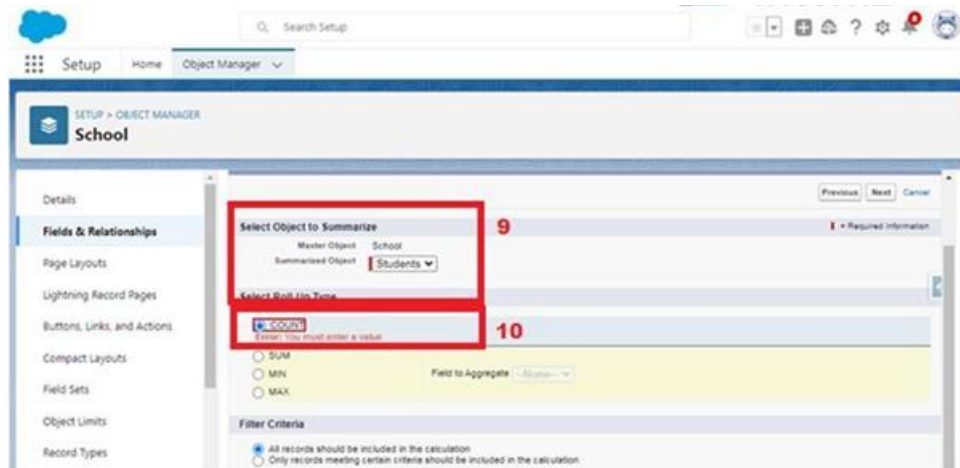 Search Setup
Setup Home Object Manager
SETUP > OBJECT MANAGER
School
Details
Fields & Relationships
Page Layouts
Lightning Record Pages
Buttons, Links, and Actions
Compact Layouts
Field Sets
Object Limits
Record Types
Previous Next Cancel
Select Object to Summarize 9 = Required Information
Master Object School
Summarized Object Students
Select Roll-Up Type
COUNT 10
Error: You must enter a value
SUM
MIN Field to Aggregate --None--
MAX
Filter Criteria
All records should be included in the calculation
Only records meeting certain criteria should be included in the calculation